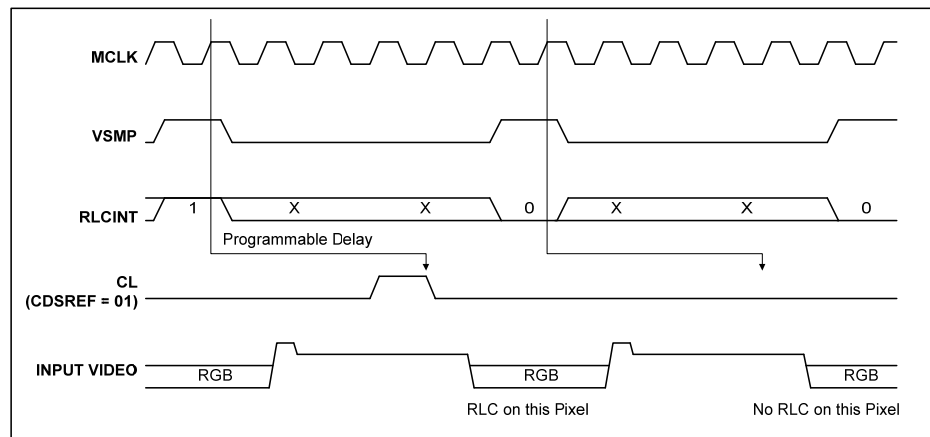 MCLK
VSMP
RLCINT
1 X X 0 X X 0
Programmable Delay
CL
(CDSREF = 01)
INPUT VIDEO
RGB RGB RGB
RLC on this Pixel No RLC on this Pixel